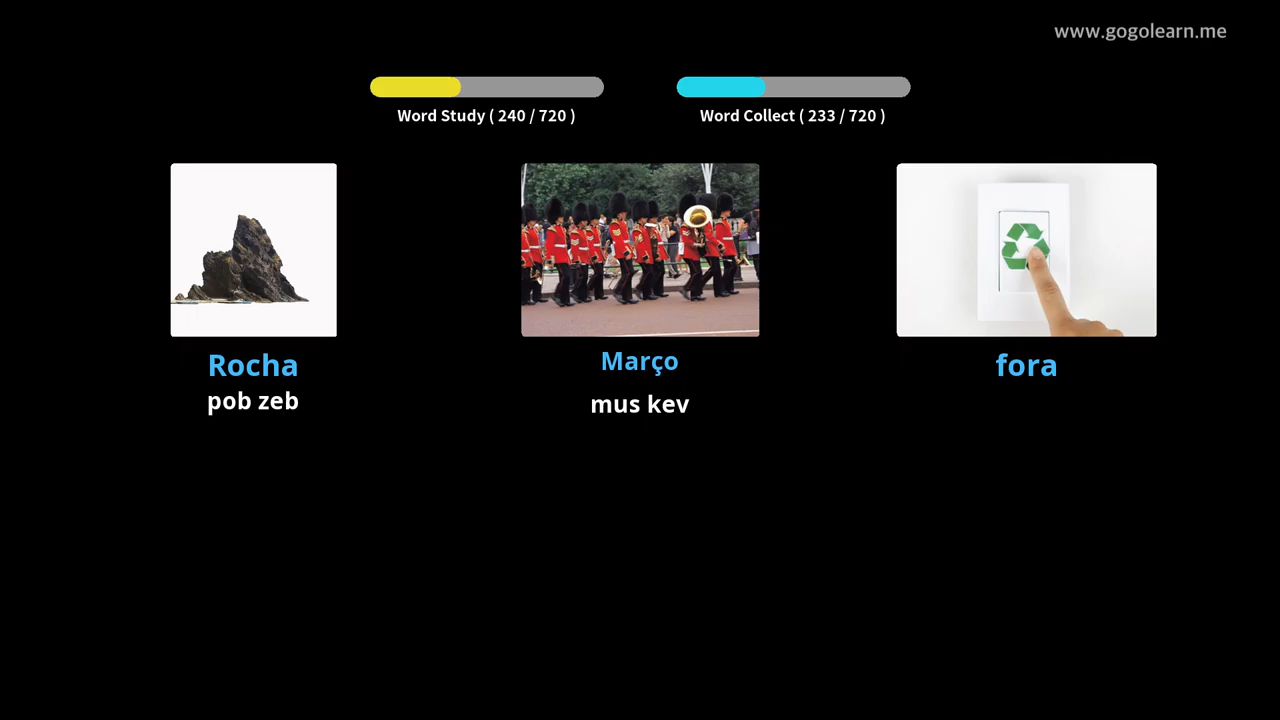 www.gogolearn.me
Word Study ( 240 / 720 )
Word Collect ( 233 / 720 )
Rocha
pob zeb
Março
mus kev
fora